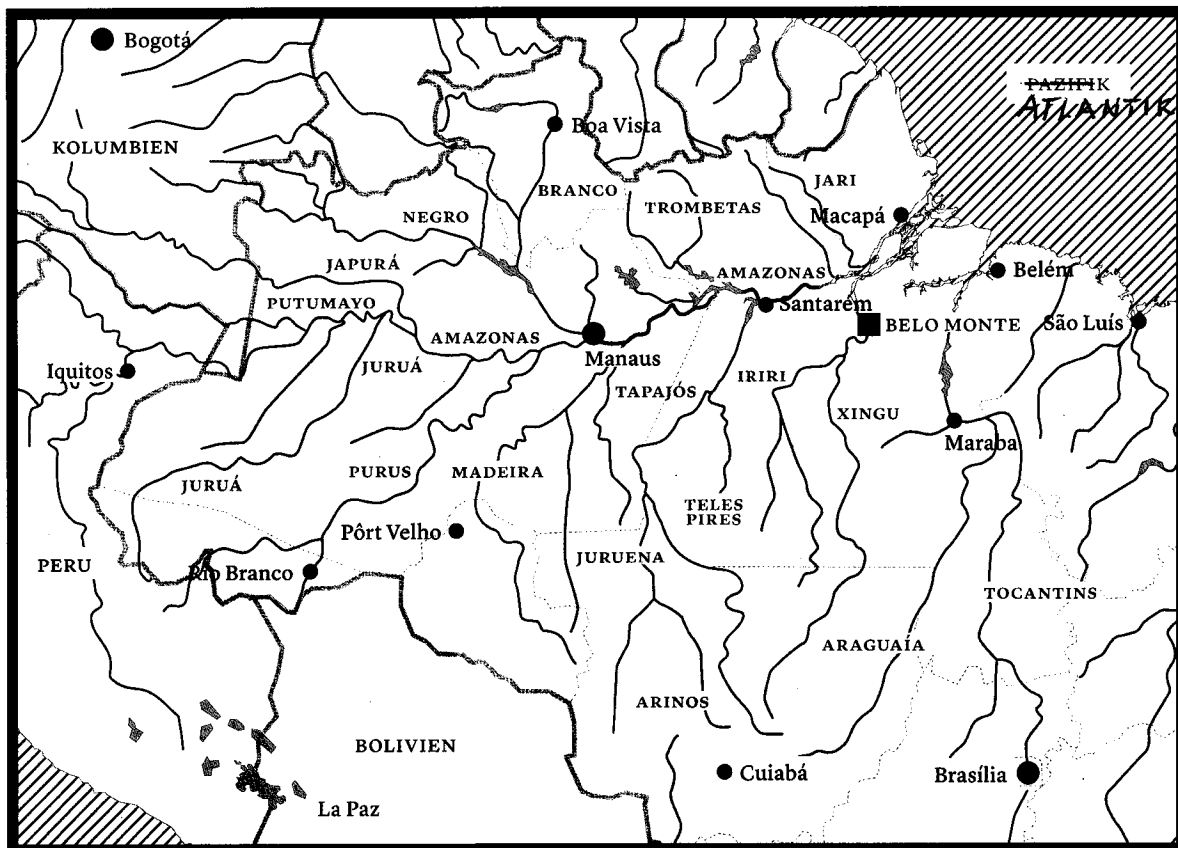 Bogotá
PAZIFIK
ATLANTIK
KOLUMBIEN
Boa Vista
BRANCO
JARI
NEGRO
TROMBETAS
Macapá
JAPURÁ
AMAZONAS
Belém
PUTUMAYO
Santarém
AMAZONAS
BELO MONTE
São Luís
Manaus
Iquitos
JURUÁ
TAPAJÓS
IRIRI
XINGU
Maraba
JURUÁ
PURUS
MADEIRA
TELES
PIRES
Pôrt Velho
PERU
Rio Branco
JURUENA
TOCANTINS
ARAGUAÍA
ARINOS
BOLIVIEN
Cuiabá
Brasília
La Paz